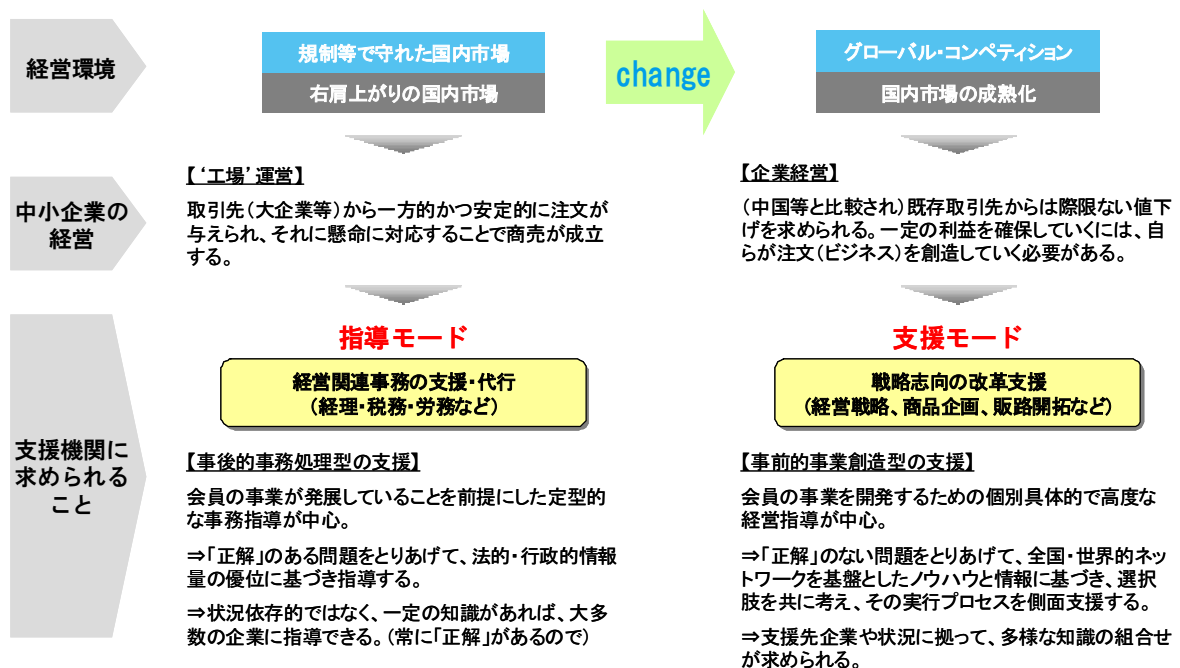 経営環境
規制等で守れた国内市場
右肩上がりの国内市場
change
グローバル・コンペティション
国内市場の成熟化
中小企業の
経営
【‘工場’運営】
取引先(大企業等)から一方的かつ安定的に注文が
与えられ、それに懸命に対応することで商売が成立
する。
【企業経営】
(中国等と比較され)既存取引先からは際限ない値下
げを求められる。一定の利益を確保していくには、自
らが注文(ビジネス)を創造していく必要がある。
支援機関に
求められる
こと
指導モード
経営関連事務の支援・代行
(経理・税務・労務など)
【事後的事務処理型の支援】
会員の事業が発展していることを前提にした定型的
な事務指導が中心。
⇒「正解」のある問題をとりあげて、法的・行政的情報
量の優位に基づき指導する。
⇒状況依存的ではなく、一定の知識があれば、大多
数の企業に指導できる。(常に「正解」があるので)
支援モード
戦略志向の改革支援
(経営戦略、商品企画、販路開拓など)
【事前的事業創造型の支援】
会員の事業を開発するための個別具体的で高度な
経営指導が中心。
⇒「正解」のない問題をとりあげて、全国・世界的ネッ
トワークを基盤としたノウハウと情報に基づき、選択
肢を共に考え、その実行プロセスを側面支援する。
⇒支援先企業や状況に拠って、多様な知識の組合せ
が求められる。